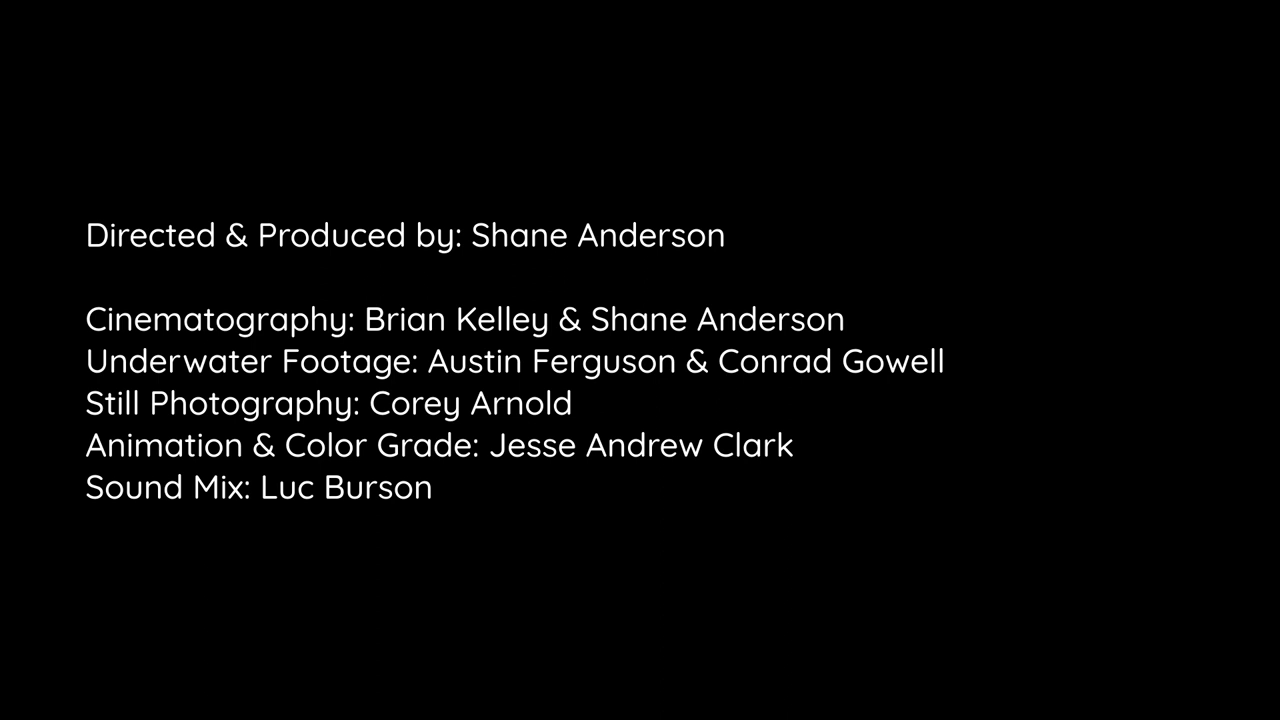 Directed & Produced by: Shane Anderson
Cinematography: Brian Kelley & Shane Anderson
Underwater Footage: Austin Ferguson & Conrad Gowell
Still Photography: Corey Arnold
Animation & Color Grade: Jesse Andrew Clark
Sound Mix: Luc Burson